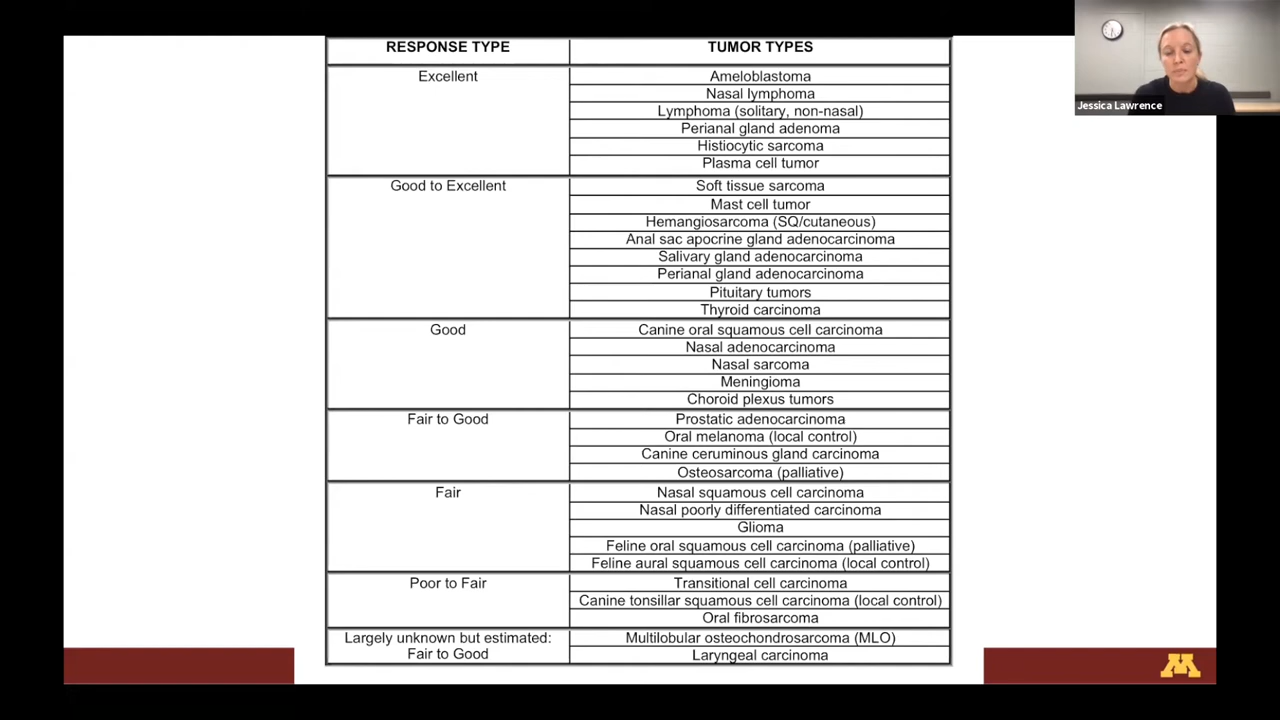 RESPONSE TYPE TUMOR TYPES
Excellent Ameloblastoma
Nasal lymphoma
Lymphoma (solitary, non-nasal)
Perianal gland adenoma
Histiocytic sarcoma
Plasma cell tumor
Good to Excellent Soft tissue sarcoma
Mast cell tumor
Hemangiosarcoma (SQ/cutaneous)
Anal sac apocrine gland adenocarcinoma
Salivary gland adenocarcinoma
Perianal gland adenocarcinoma
Pituitary tumors
Thyroid carcinoma
Good Canine oral squamous cell carcinoma
Nasal adenocarcinoma
Nasal sarcoma
Meningioma
Choroid plexus tumors
Fair to Good Prostatic adenocarcinoma
Oral melanoma (local control)
Canine ceruminous gland carcinoma
Osteosarcoma (palliative)
Fair Nasal squamous cell carcinoma
Nasal poorly differentiated carcinoma
Glioma
Feline oral squamous cell carcinoma (palliative)
Feline aural squamous cell carcinoma (local control)
Poor to Fair Transitional cell carcinoma
Canine tonsillar squamous cell carcinoma (local control)
Oral fibrosarcoma
Largely unknown but estimated: Multilobular osteochondrosarcoma (MLO)
Fair to Good Laryngeal carcinoma
Jessica Lawrence
M